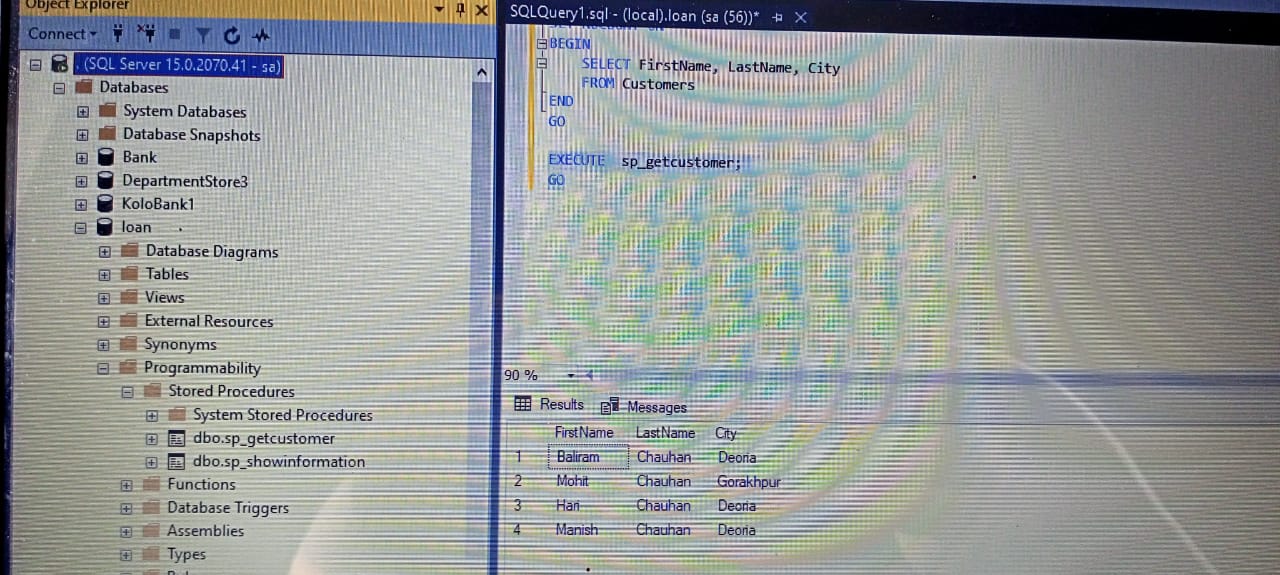 Object Explorer
Connect
. (SQL Server 15.0.2070.41 - sa)
Databases
System Databases
Database Snapshots
Bank
DepartmentStore3
KoloBank1
loan
Database Diagrams
Tables
Views
External Resources
Synonyms
Programmability
Stored Procedures
System Stored Procedures
dbo.sp_getcustomer
dbo.sp_showinformation
Functions
Database Triggers
Assemblies
Types
SQLQuery1.sql - (local).loan (sa (56))*
BEGIN
SELECT FirstName, LastName, City
FROM Customers
END
GO
EXECUTE sp_getcustomer;
GO
90 %
Results Messages
FirstName LastName City
1 Baliram Chauhan Deoria
2 Mohit Chauhan Gorakhpur
3 Hari Chauhan Deoria
4 Manish Chauhan Deoria